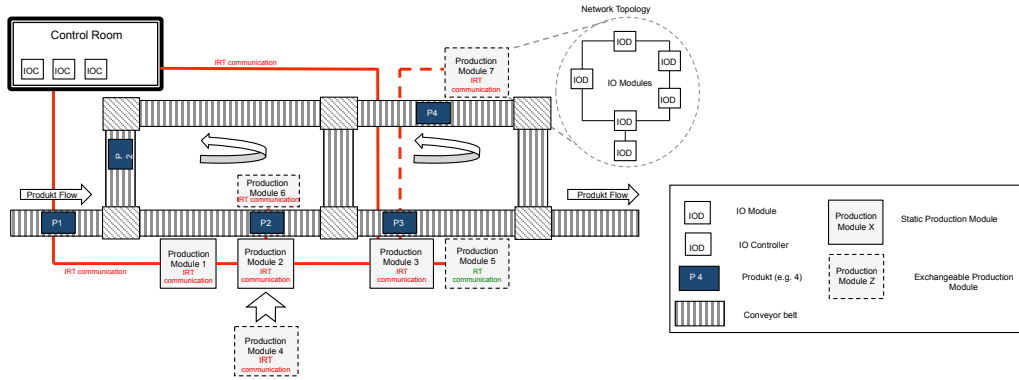 Network Topology
Control Room
IOC IOC IOC
IRT communication
Production
Module 7
IRT
communication
IOD
IOD
IOD
IO Modules
IOD
IOD
IOD
P4
P 2
Produkt Flow
Production
Module 6
IRT communication
Produkt Flow
P1
P2
P3
IRT communication
Production
Module 1
IRT
communication
Production
Module 2
IRT
communication
Production
Module 3
IRT
communication
Production
Module 5
RT
communication
Production
Module 4
IRT
communication
IOD
IO Module
IOD
IO Controller
P 4
Produkt (e.g. 4)
Conveyor belt
Production
Module X
Static Production Module
Production
Module Z
Exchangeable Production
Module